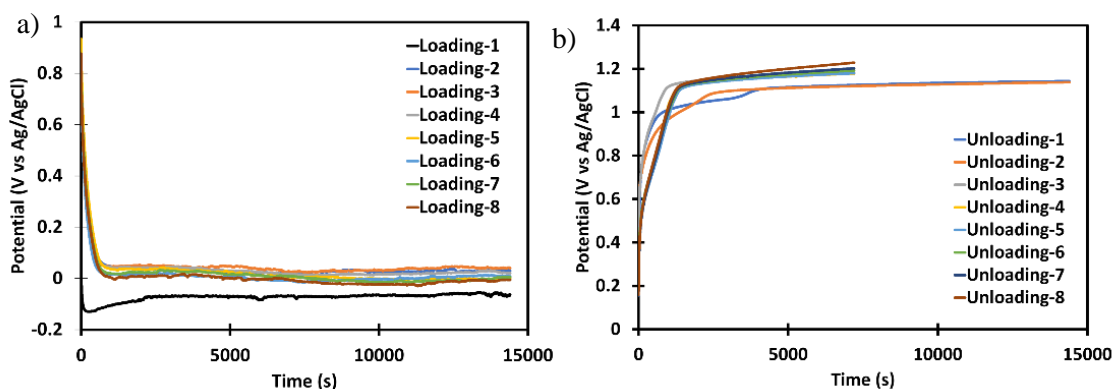 a)
Potential (V vs Ag/AgCl)
1
0.8
0.6
0.4
0.2
0
-0.2
0
5000
10000
15000
Time (s)
Loading-1
Loading-2
Loading-3
Loading-4
Loading-5
Loading-6
Loading-7
Loading-8
b)
Potential (V vs Ag/AgCl)
1.4
1.2
1
0.8
0.6
0.4
0.2
0
0
5000
10000
15000
Time (s)
Unloading-1
Unloading-2
Unloading-3
Unloading-4
Unloading-5
Unloading-6
Unloading-7
Unloading-8